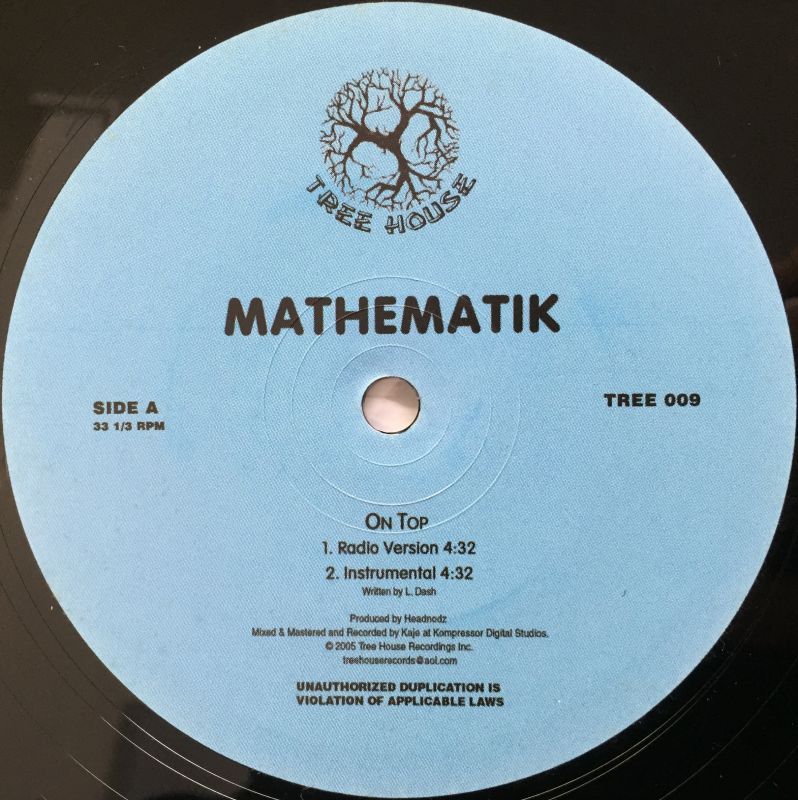 TREE HOUSE
MATHEMATIK
SIDE A
33 1/3 RPM
TREE 009
ON TOP
1. Radio Version 4:32
2. Instrumental 4:32
Written by L. Dash
Produced by Headnodz
Mixed & Mastered and Recorded by Kaje at Kompressor Digital Studios.
© 2005 Tree House Recordings Inc.
treehouserecords@aol.com
UNAUTHORIZED DUPLICATION IS
VIOLATION OF APPLICABLE LAWS